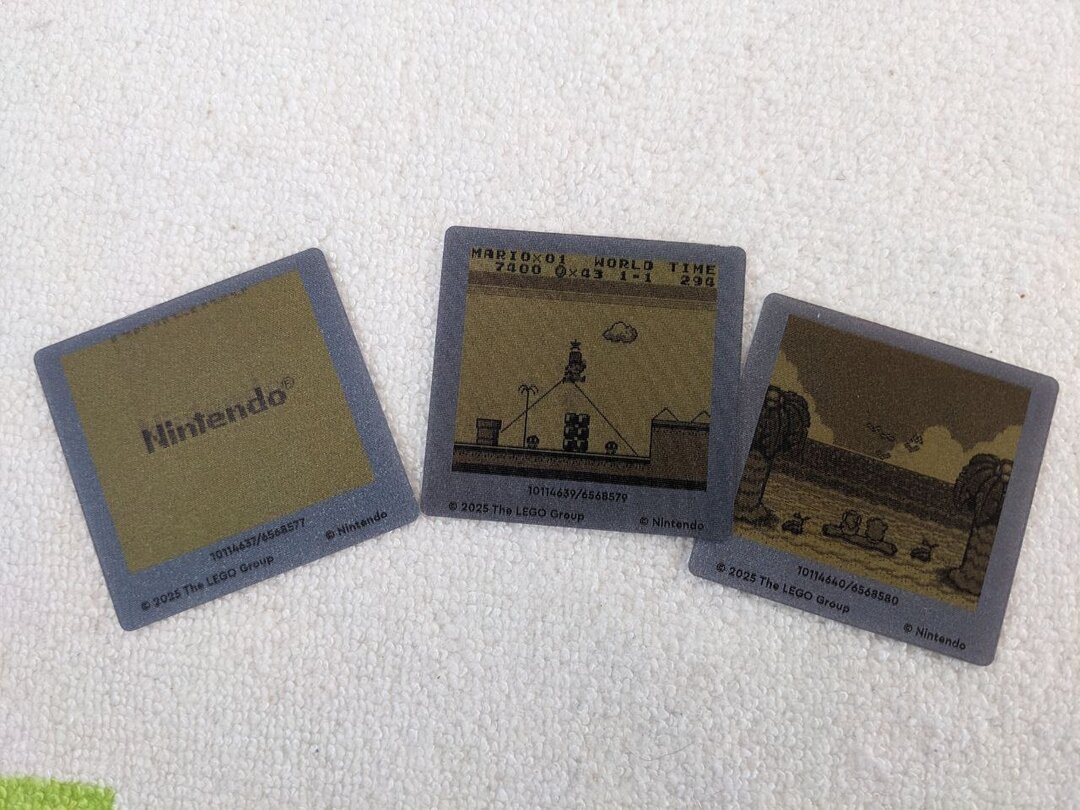 Nintendo®
10114637/6568577
© 2025 The LEGO Group © Nintendo
MARIO×01 WORLD TIME
7400 ×43 1-1 294
10114639/6568579
© 2025 The LEGO Group © Nintendo
10114640/6568580
© 2025 The LEGO Group © Nintendo